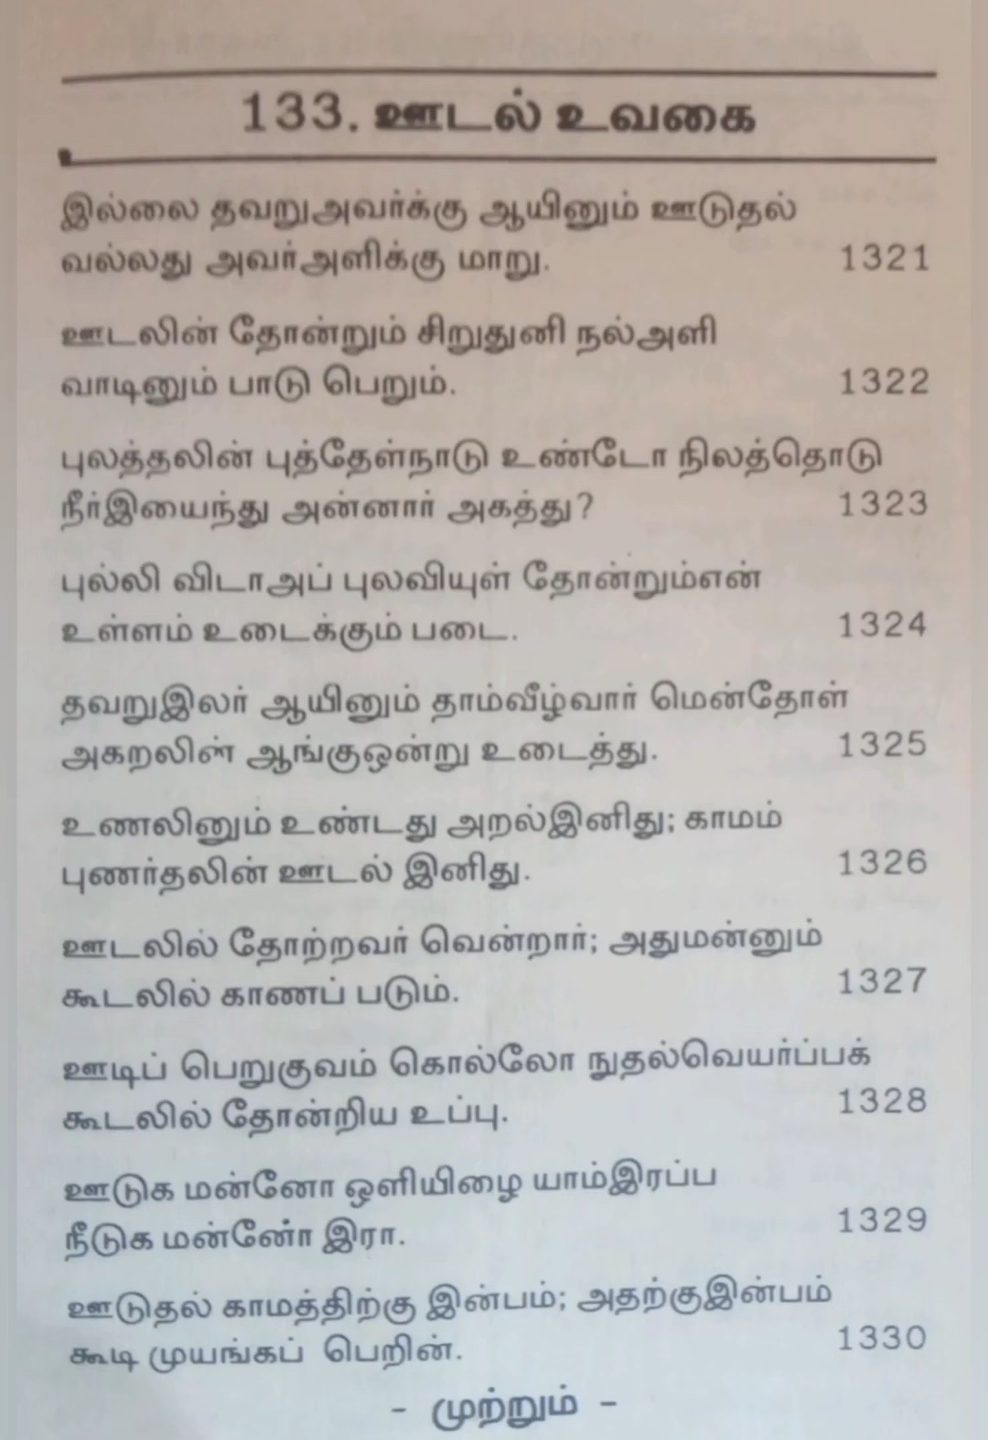 133. ஊடல் உவகை
இல்லை தவறுஅவர்க்கு ஆயினும் ஊடுதல்
வல்லது அவர்அளிக்கு மாறு. 1321
ஊடலின் தோன்றும் சிறுதுனி நல்அளி
வாடினும் பாடு பெறும். 1322
புலத்தலின் புத்தேள்நாடு உண்டோ நிலத்தொடு
நீர்இயைந்து அன்னார் அகத்து? 1323
புல்லி விடாஅப் புலவியுள் தோன்றும்என்
உள்ளம் உடைக்கும் படை. 1324
தவறுஇலர் ஆயினும் தாம்வீழ்வார் மென்தோள்
அகறலின் ஆங்குஒன்று உடைத்து. 1325
உணலினும் உண்டது அறல்இனிது; காமம்
புணர்தலின் ஊடல் இனிது. 1326
ஊடலில் தோற்றவர் வென்றார்; அதுமன்னும்
கூடலில் காணப் படும். 1327
ஊடிப் பெறுகுவம் கொல்லோ நுதல்வெயர்ப்பக்
கூடலில் தோன்றிய உப்பு. 1328
ஊடுக மன்னோ ஒளியிழை யாம்இரப்ப
நீடுக மன்னோ இரா. 1329
ஊடுதல் காமத்திற்கு இன்பம்; அதற்குஇன்பம்
கூடி முயங்கப் பெறின். 1330
- முற்றும் -